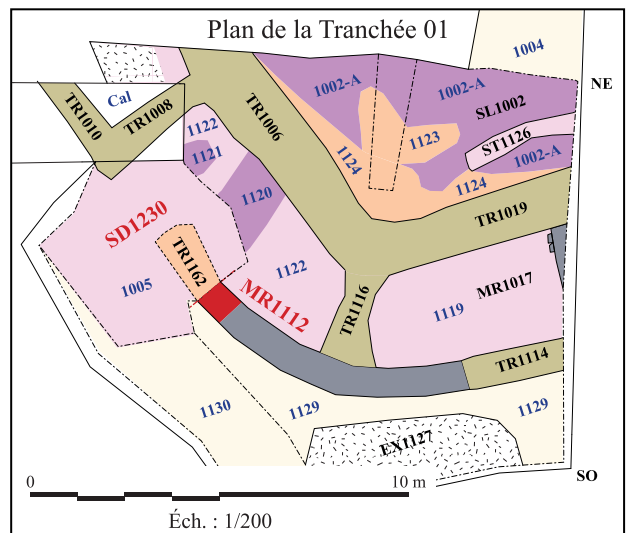 Plan de la Tranchée 01
1004
NE
Cal
1002-A
1002-A
SL1002
TR1010
TR1008
TR1006
1122
1123
ST1126
1121
1124
1002-A
1120
1124
TR1019
SD1230
TR1162
1005
1122
MR1112
TR1116
MR1017
1119
TR1114
1130
1129
1129
EX1127
SO
0
10 m
Éch. : 1/200